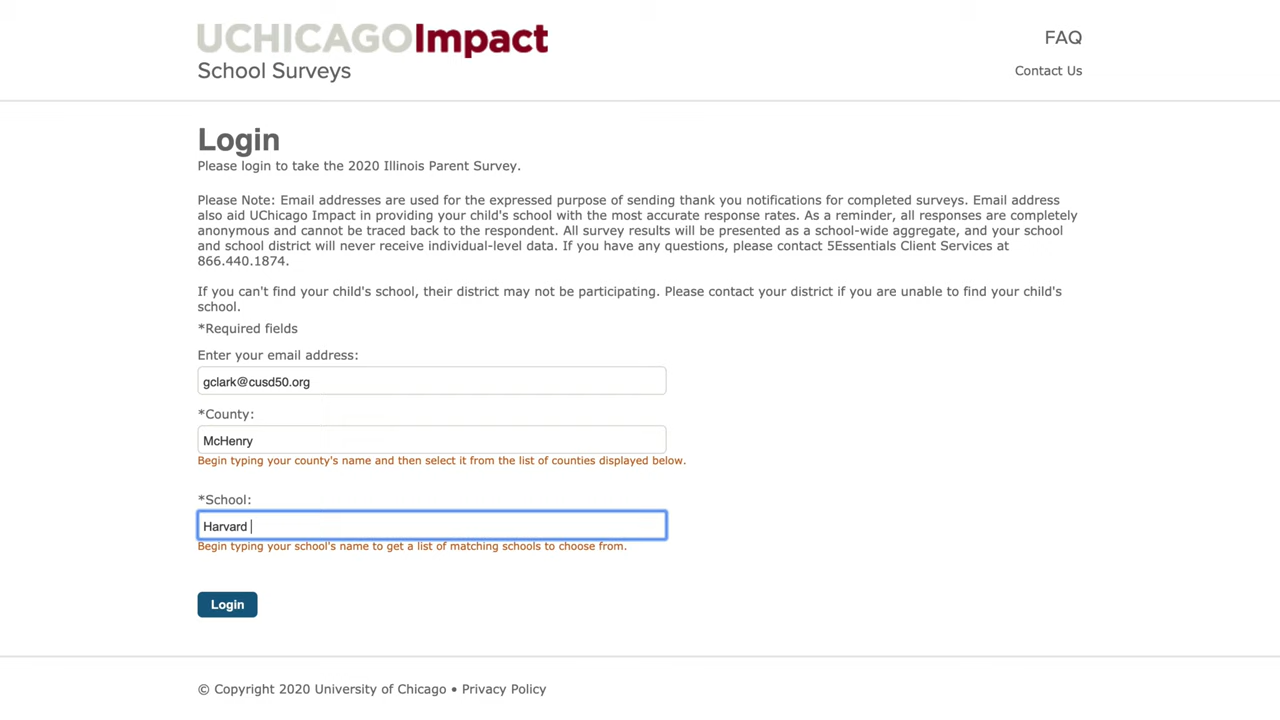 UCHICAGOImpact
School Surveys
FAQ
Contact Us
Login
Please login to take the 2020 Illinois Parent Survey.
Please Note: Email addresses are used for the expressed purpose of sending thank you notifications for completed surveys. Email address
also aid UChicago Impact in providing your child's school with the most accurate response rates. As a reminder, all responses are completely
anonymous and cannot be traced back to the respondent. All survey results will be presented as a school-wide aggregate, and your school
and school district will never receive individual-level data. If you have any questions, please contact 5Essentials Client Services at
866.440.1874.
If you can't find your child's school, their district may not be participating. Please contact your district if you are unable to find your child's
school.
*Required fields
Enter your email address:
gclark@cusd50.org
*County:
McHenry
Begin typing your county's name and then select it from the list of counties displayed below.
*School:
Harvard
Begin typing your school's name to get a list of matching schools to choose from.
Login
© Copyright 2020 University of Chicago • Privacy Policy